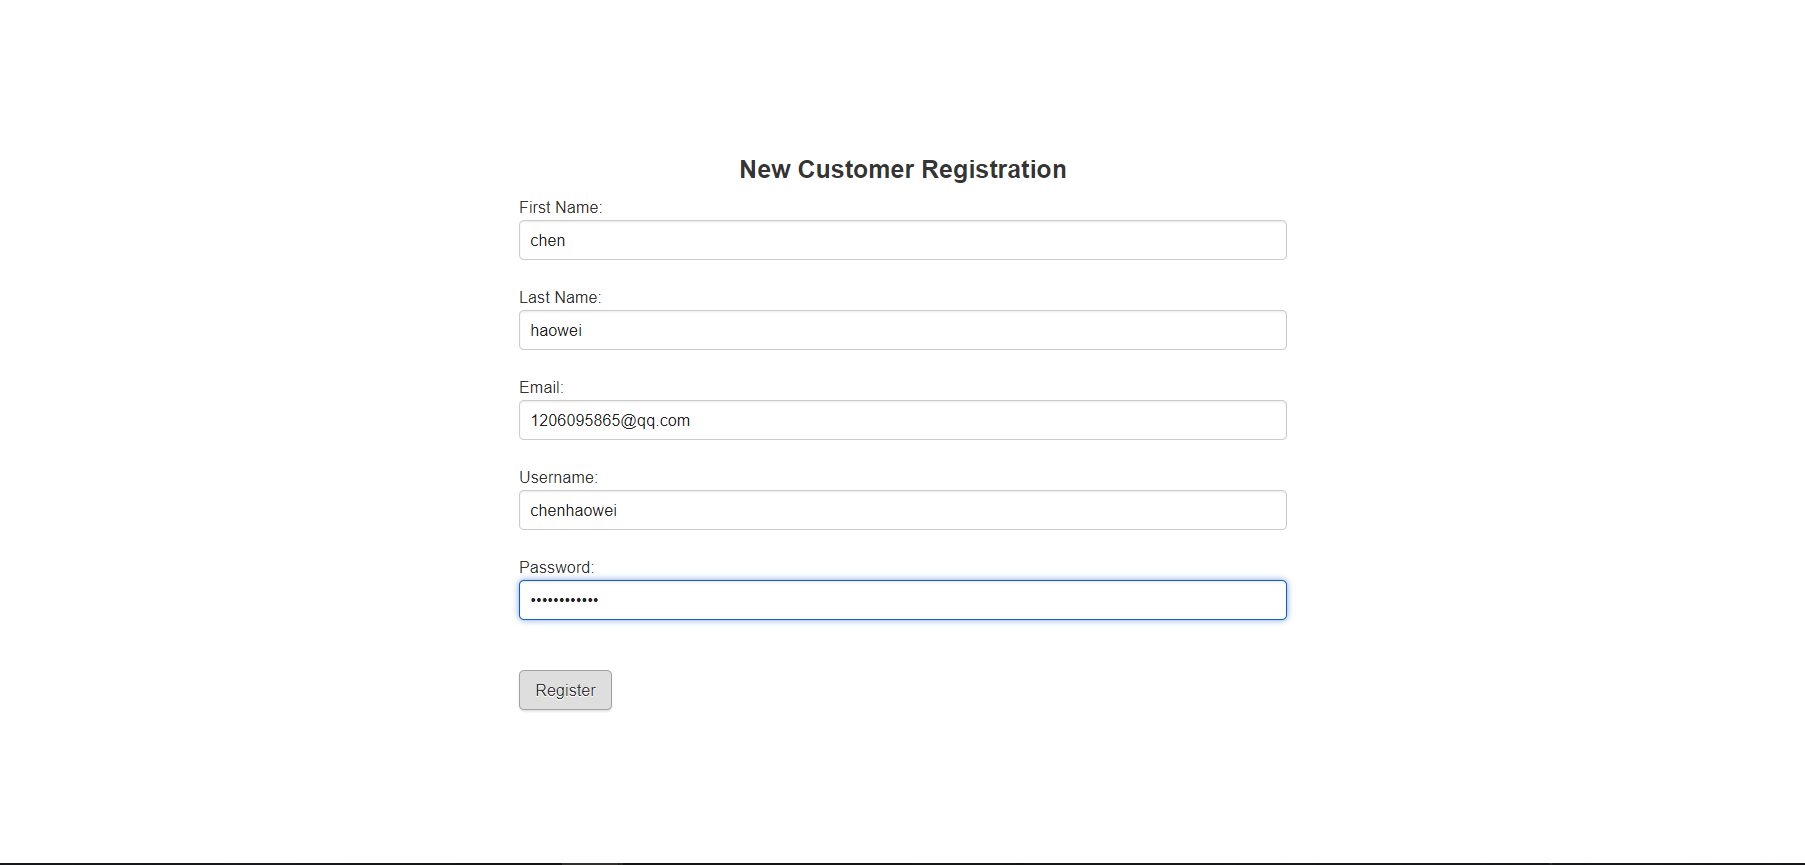 New Customer Registration
First Name:
chen
Last Name:
haowei
Email:
1206095865@qq.com
Username:
chenhaowei
Password:
••••••••••••
Register